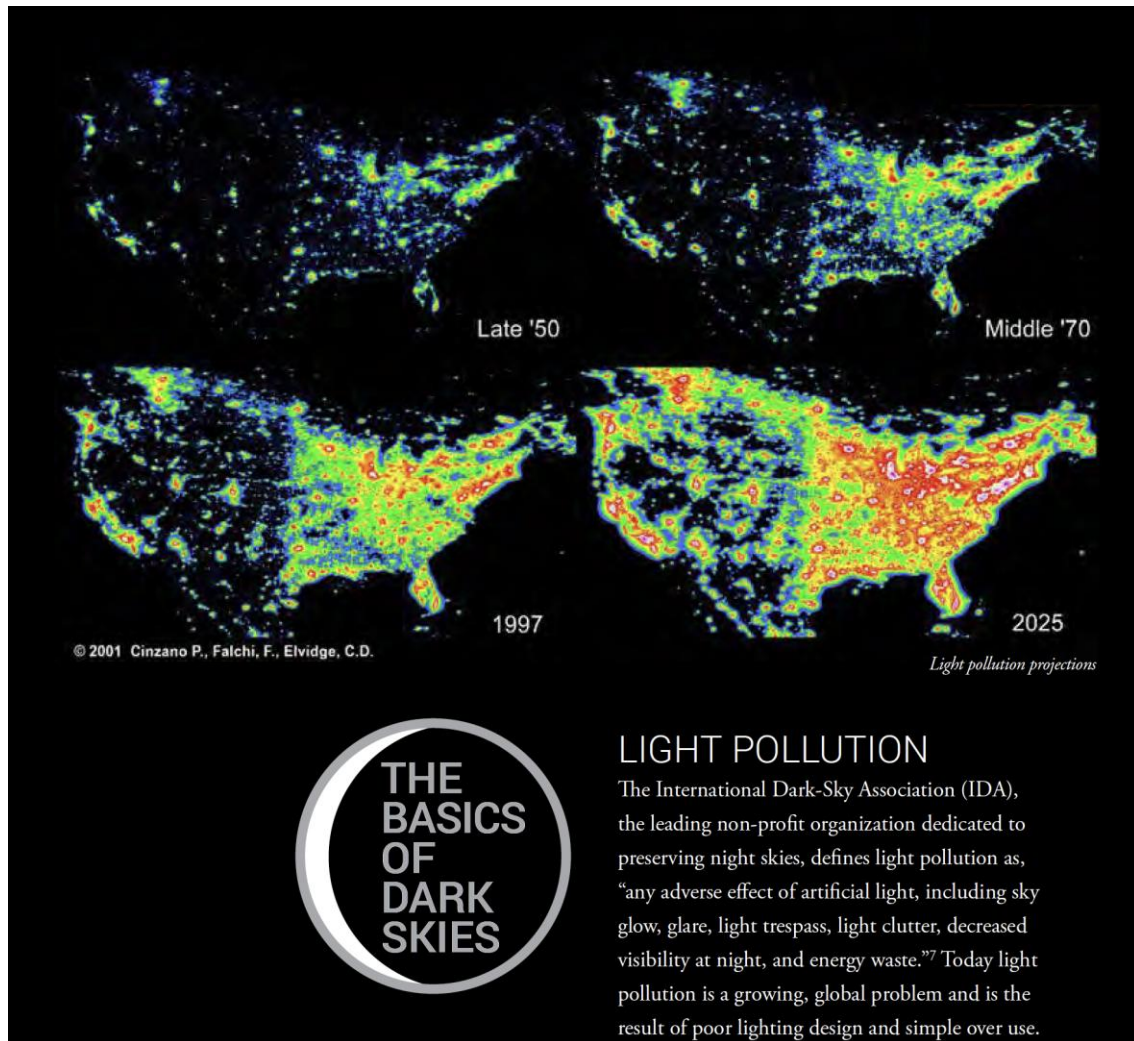 Late '50
Middle '70
1997
2025
© 2001 Cinzano P., Falchi, F., Elvidge, C.D.
Light pollution projections
THE
BASICS
OF
DARK
SKIES
LIGHT POLLUTION
The International Dark-Sky Association (IDA),
the leading non-profit organization dedicated to
preserving night skies, defines light pollution as,
“any adverse effect of artificial light, including sky
glow, glare, light trespass, light clutter, decreased
visibility at night, and energy waste.”7 Today light
pollution is a growing, global problem and is the
result of poor lighting design and simple over use.